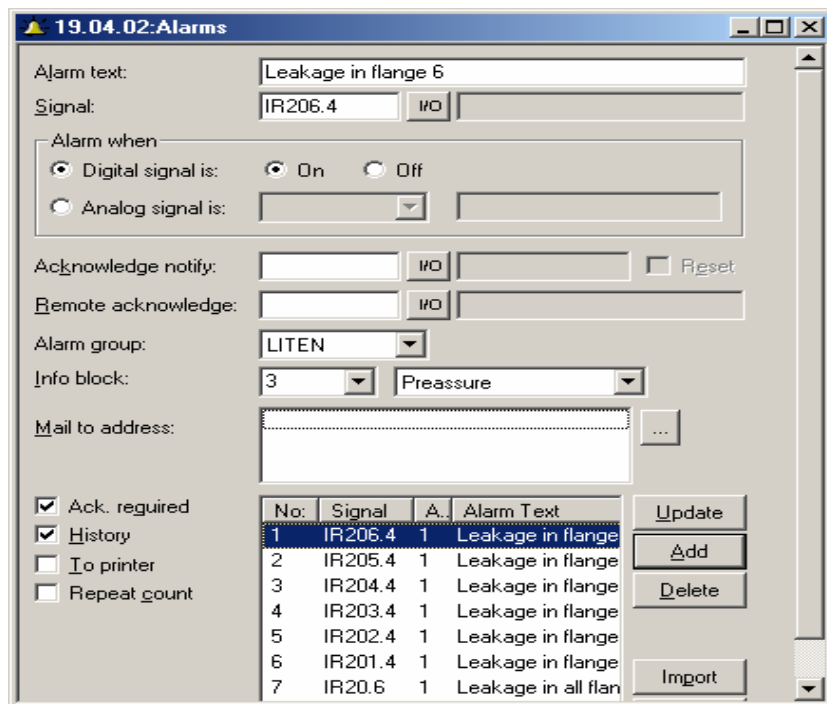 19.04.02:Alarms
Alarm text: Leakage in flange 6
Signal: IR206.4 I/O
Alarm when
Digital signal is: On Off
Analog signal is:
Acknowledge notify: I/O Reset
Remote acknowledge: I/O
Alarm group: LITEN
Info block: 3 Preassure
Mail to address: ...
Ack. required
History
To printer
Repeat count
No: Signal A.. Alarm Text
1 IR206.4 1 Leakage in flange
2 IR205.4 1 Leakage in flange
3 IR204.4 1 Leakage in flange
4 IR203.4 1 Leakage in flange
5 IR202.4 1 Leakage in flange
6 IR201.4 1 Leakage in flange
7 IR20.6 1 Leakage in all flan
Update
Add
Delete
Import